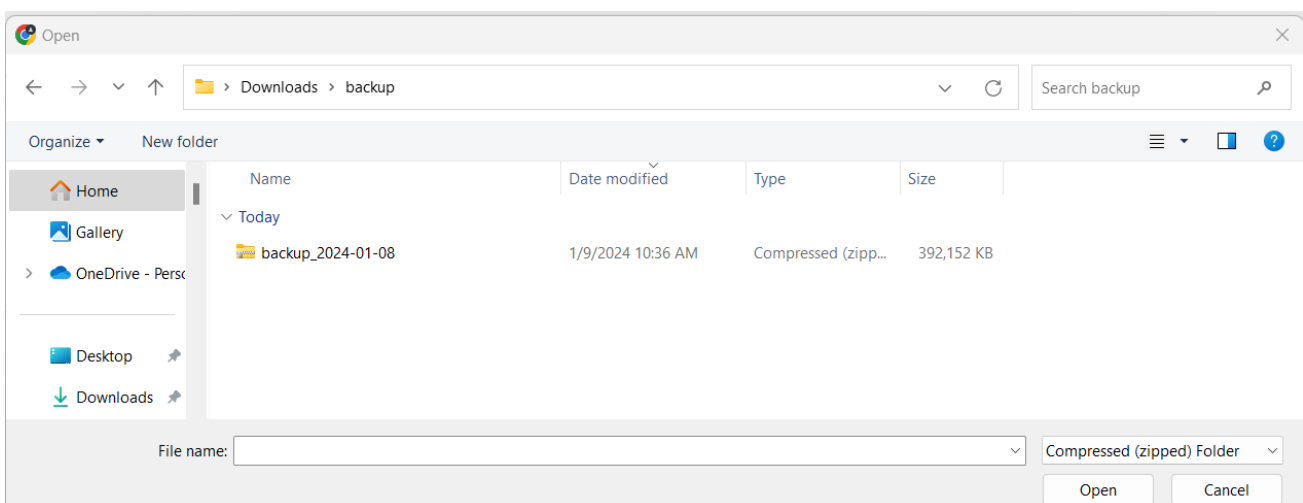 Open
Downloads > backup
Search backup
Organize
New folder
Name Date modified Type Size
Home
Today
Gallery
backup_2024-01-08 1/9/2024 10:36 AM Compressed (zipp... 392,152 KB
OneDrive - Perso
Desktop
Downloads
File name:
Compressed (zipped) Folder
Open Cancel